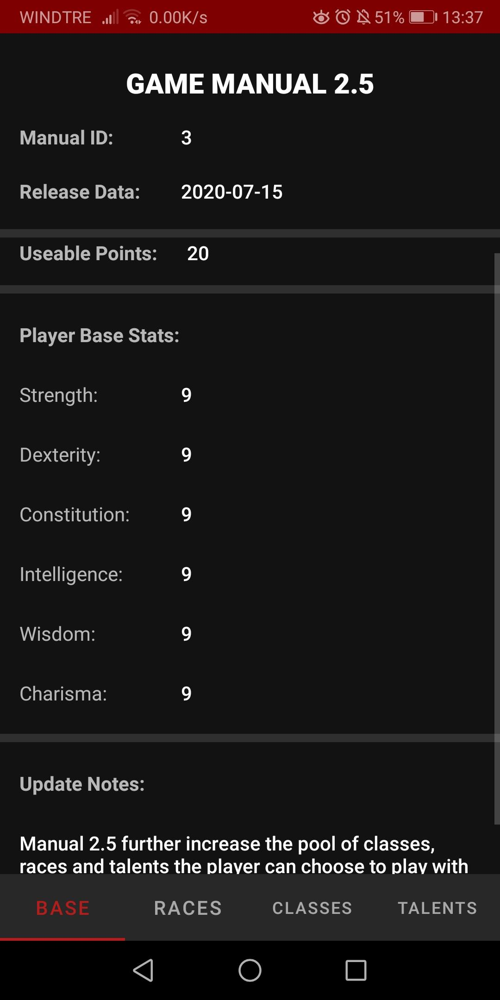 WINDTRE 0.00K/s 51% 13:37
GAME MANUAL 2.5
Manual ID: 3
Release Data: 2020-07-15
Useable Points: 20
Player Base Stats:
Strength: 9
Dexterity: 9
Constitution: 9
Intelligence: 9
Wisdom: 9
Charisma: 9
Update Notes:
Manual 2.5 further increase the pool of classes,
races and talents the player can choose to play with
BASE RACES CLASSES TALENTS